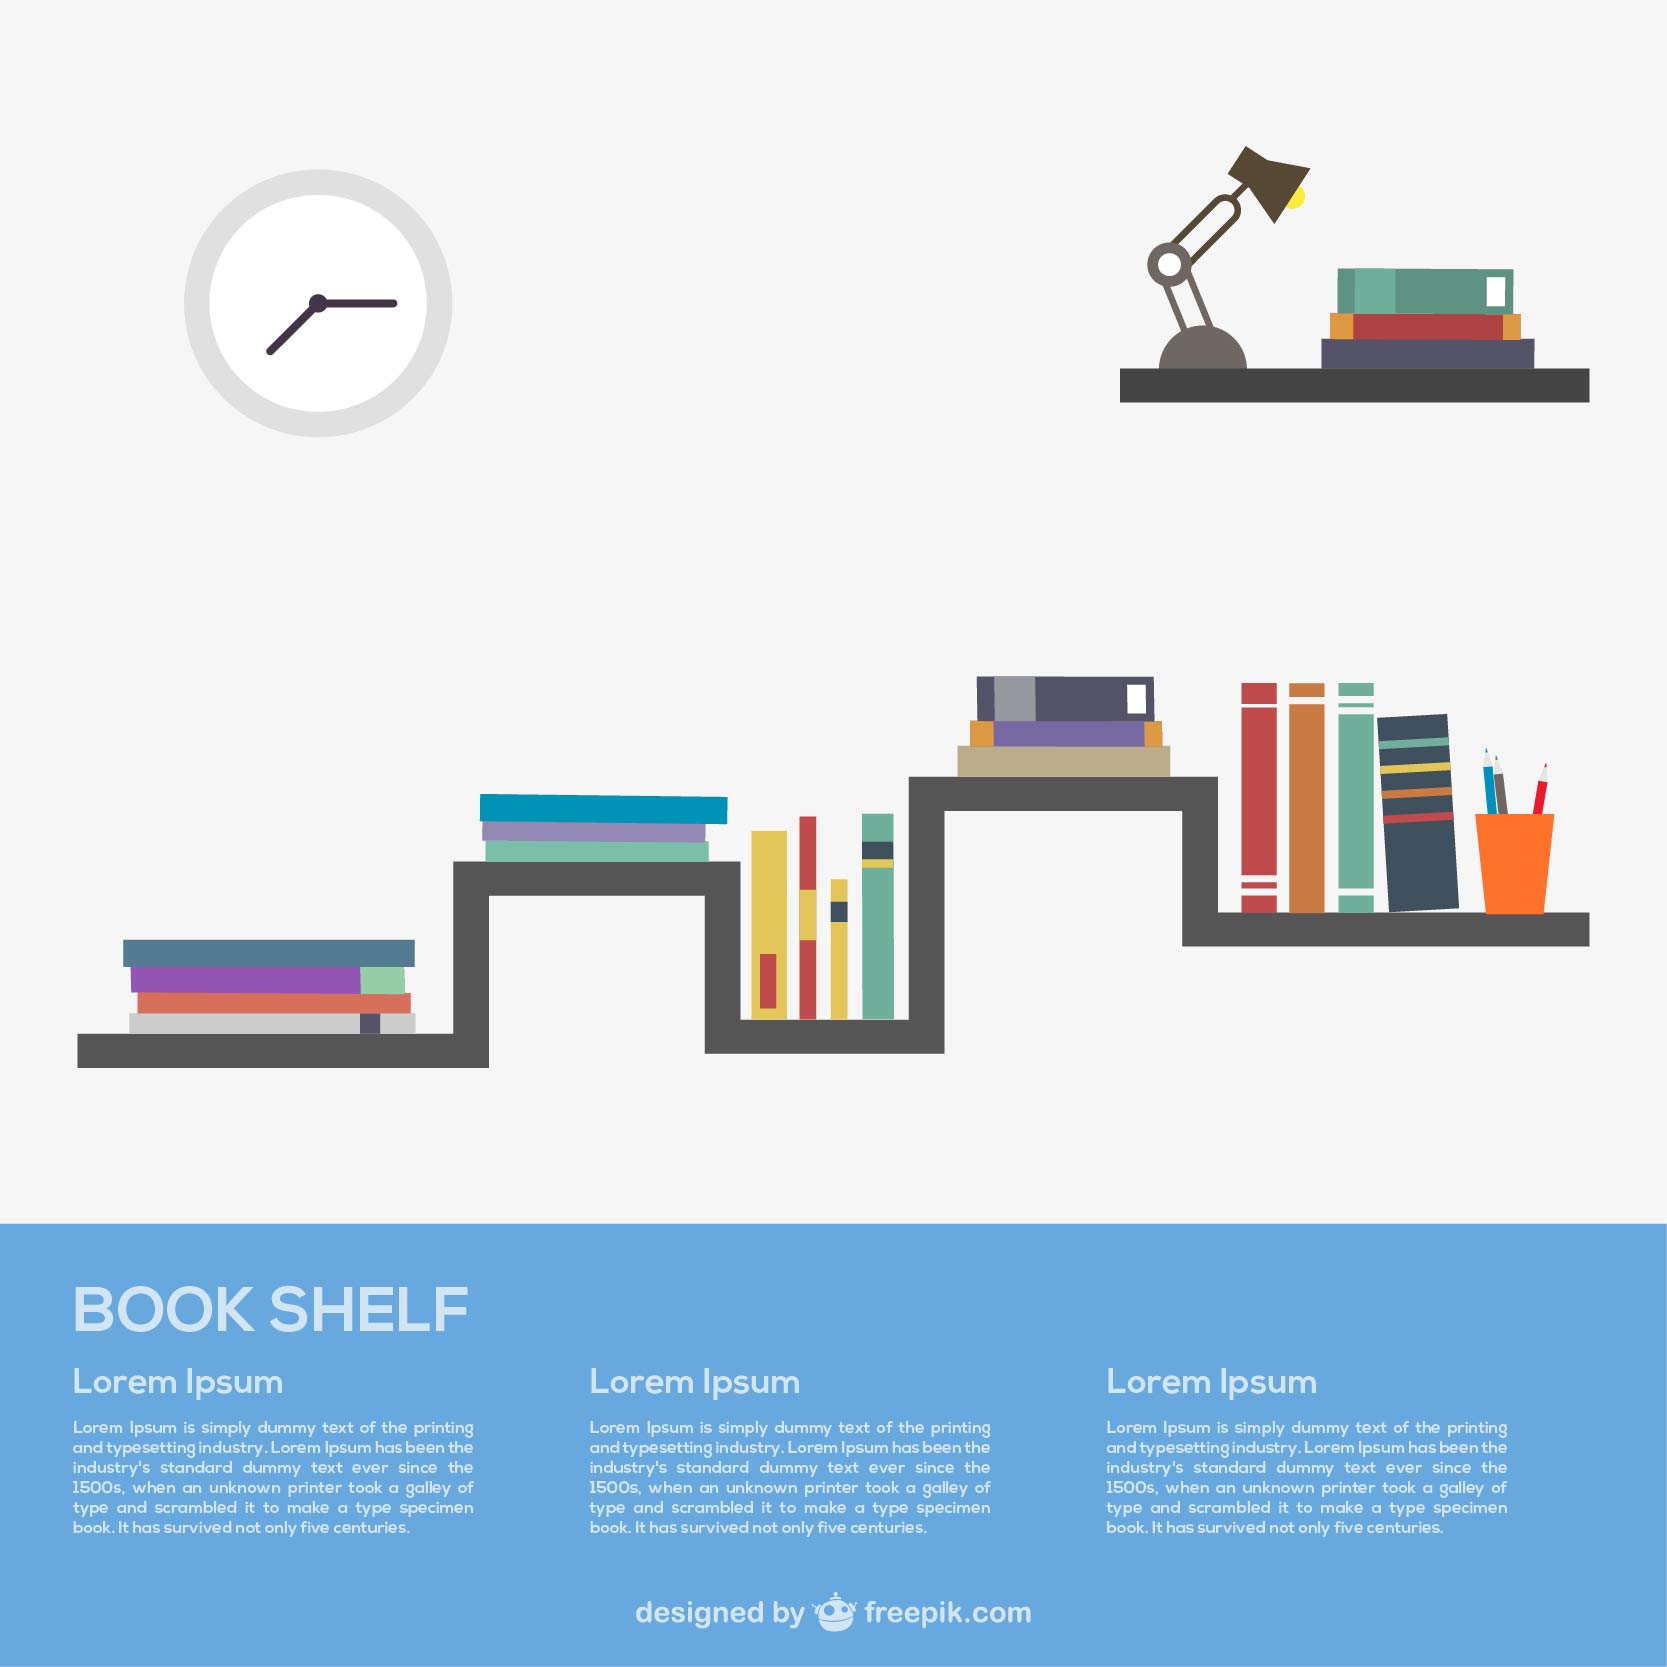 BOOK SHELF
Lorem Ipsum
Lorem Ipsum is simply dummy text of the printing
and typesetting industry. Lorem Ipsum has been the
industry's standard dummy text ever since the
1500s, when an unknown printer took a galley of
type and scrambled it to make a type specimen
book. It has survived not only five centuries.
Lorem Ipsum
Lorem Ipsum is simply dummy text of the printing
and typesetting industry. Lorem Ipsum has been the
industry's standard dummy text ever since the
1500s, when an unknown printer took a galley of
type and scrambled it to make a type specimen
book. It has survived not only five centuries.
Lorem Ipsum
Lorem Ipsum is simply dummy text of the printing
and typesetting industry. Lorem Ipsum has been the
industry's standard dummy text ever since the
1500s, when an unknown printer took a galley of
type and scrambled it to make a type specimen
book. It has survived not only five centuries.
designed by freepik.com